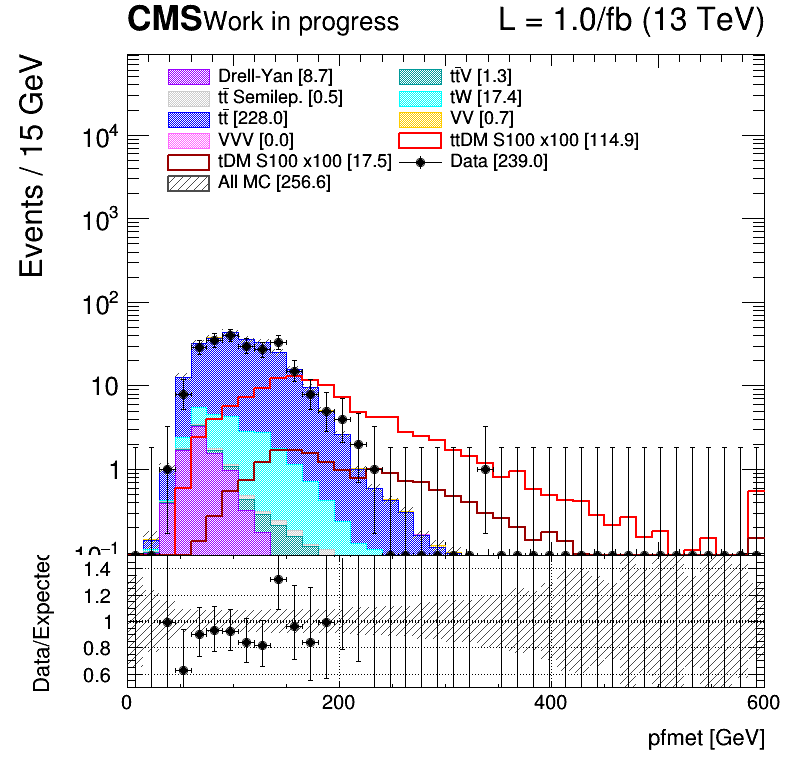 CMS Work in progress L = 1.0/fb (13 TeV)
Events / 15 GeV
Drell-Yan [8.7] tt̄V [1.3]
tt̄ Semilep. [0.5] tW [17.4]
tt̄ [228.0] VV [0.7]
VVV [0.0] ttDM S100 x100 [114.9]
tDM S100 x100 [17.5] Data [239.0]
All MC [256.6]
10⁴
10³
10²
10
1
10⁻¹
Data/Expected
1.4
1.2
1
0.8
0.6
0 200 400 600
pfmet [GeV]